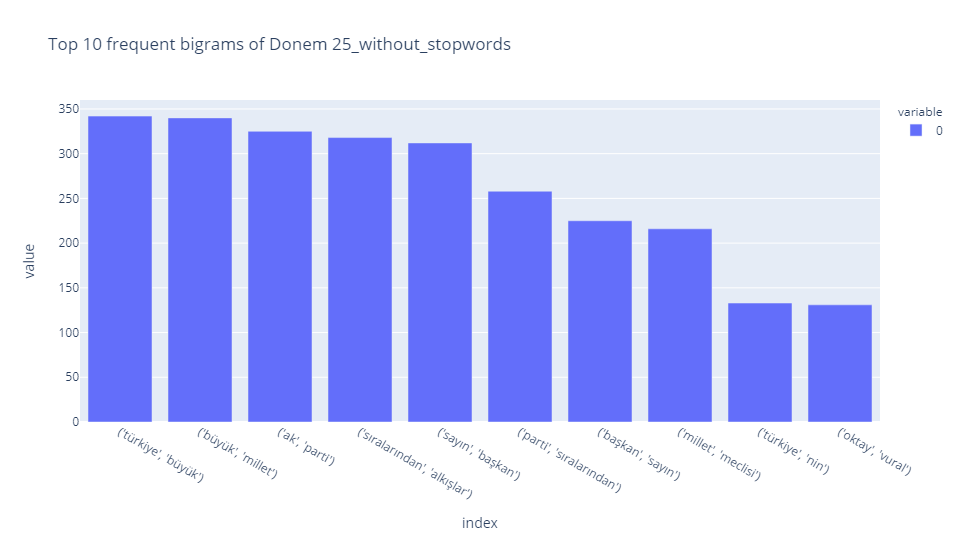 Top 10 frequent bigrams of Donem 25_without_stopwords
variable
0
350
300
250
200
150
100
50
0
value
('türkiye', 'büyük')
('büyük', 'millet')
('ak', 'parti')
('sıralarından', 'alkışlar')
('sayın', 'başkan')
('parti', 'sıralarından')
('başkan', 'sayın')
('millet', 'meclisi')
('türkiye', 'nin')
('oktay', 'vural')
index